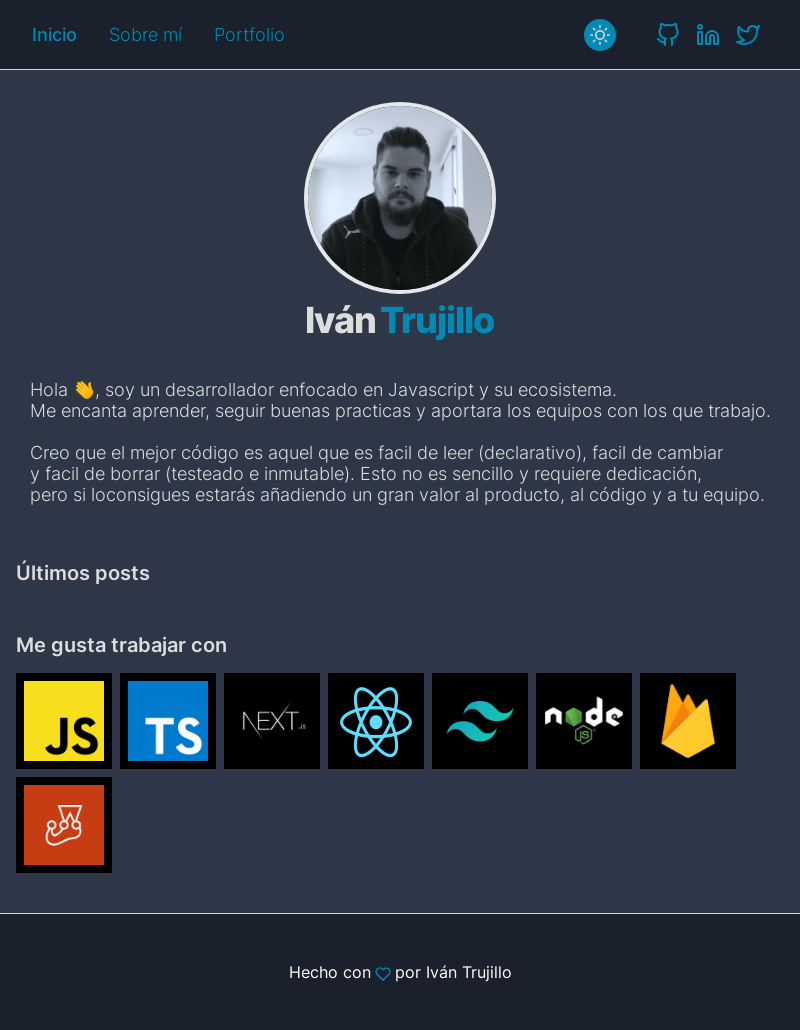 Inicio Sobre mí Portfolio
Iván Trujillo
Hola 👋, soy un desarrollador enfocado en Javascript y su ecosistema.
Me encanta aprender, seguir buenas practicas y aportara los equipos con los que trabajo.
Creo que el mejor código es aquel que es facil de leer (declarativo), facil de cambiar
y facil de borrar (testeado e inmutable). Esto no es sencillo y requiere dedicación,
pero si loconsigues estarás añadiendo un gran valor al producto, al código y a tu equipo.
Últimos posts
Me gusta trabajar con
JS TS NEXT.JS node JS
Hecho con ♡ por Iván Trujillo